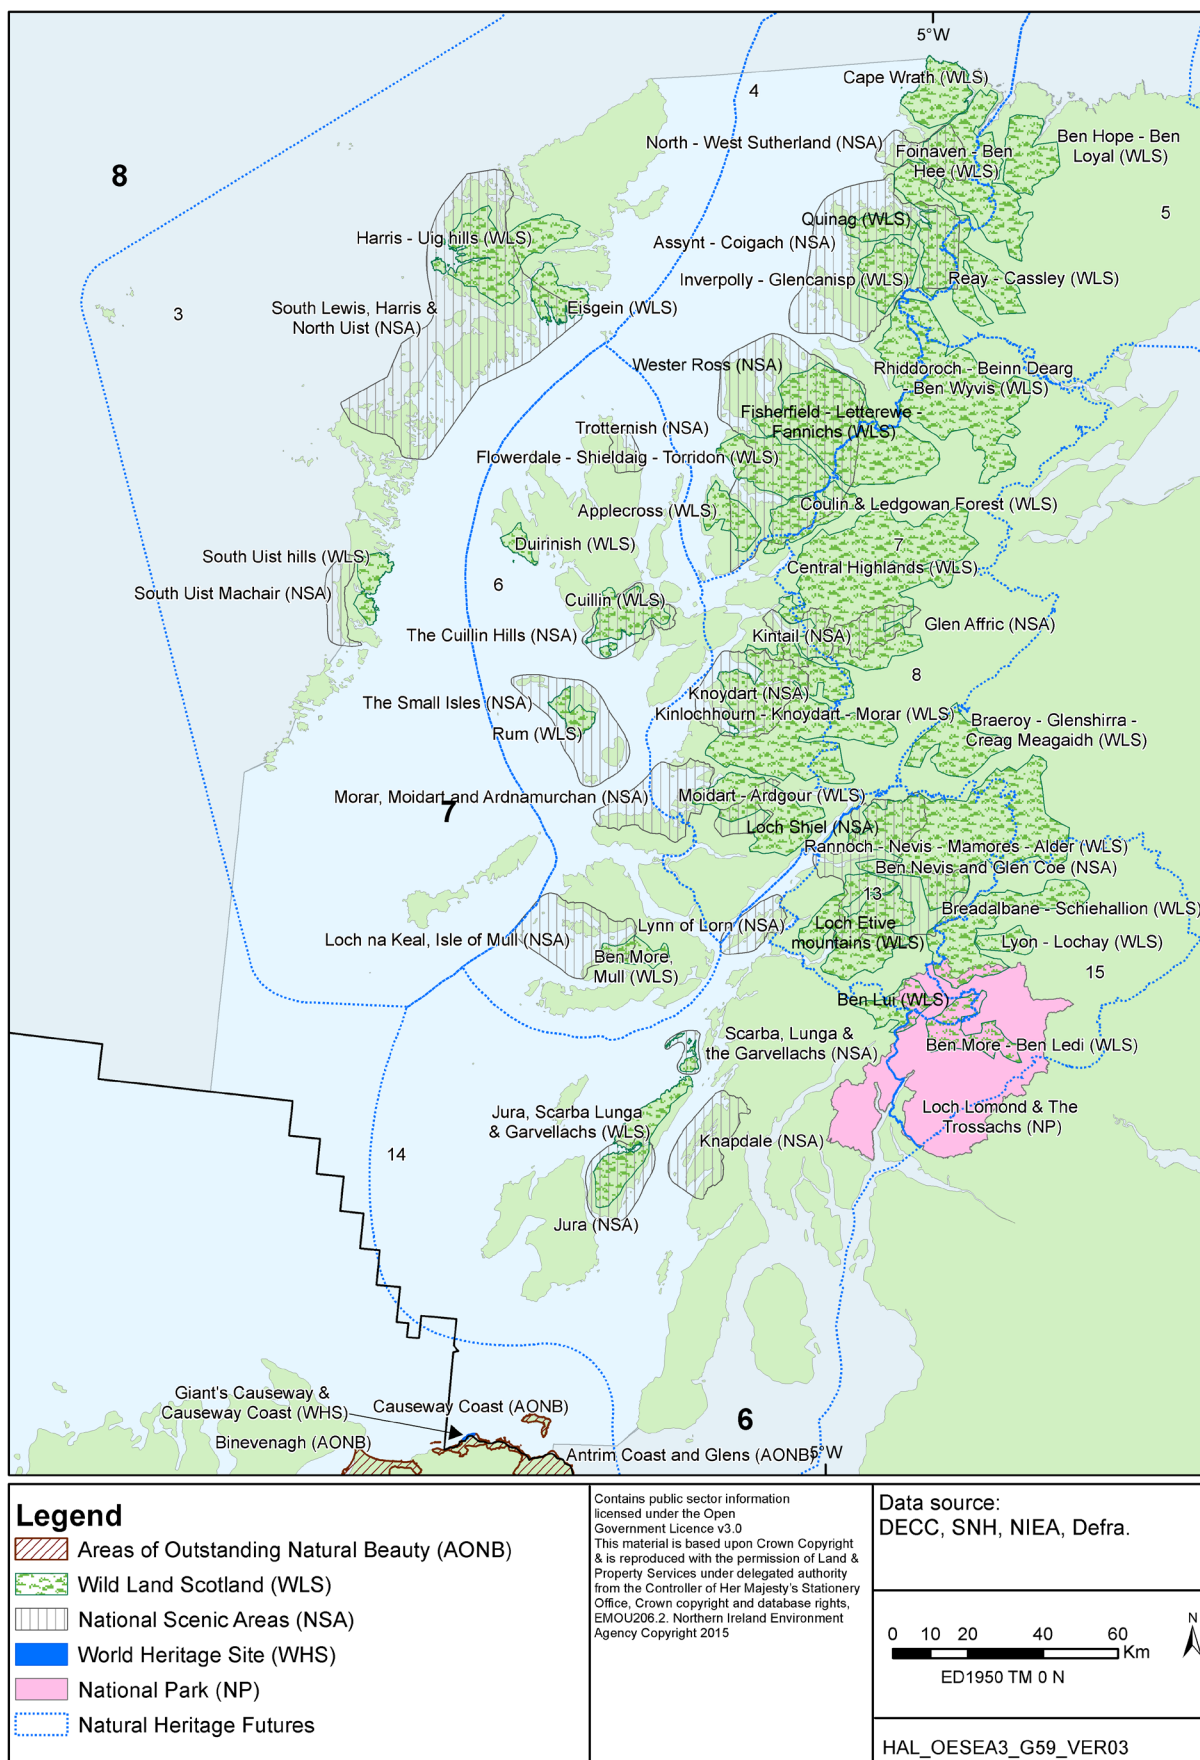 5°W
Cape Wrath (WLS)
4
North - West Sutherland (NSA)
Foinaven - Ben
Hee (WLS)
Ben Hope - Ben
Loyal (WLS)
8
5
Quinag (WLS)
Harris - Uig hills (WLS)
Assynt - Coigach (NSA)
Inverpolly - Glencanisp (WLS)
Reay - Cassley (WLS)
3
South Lewis, Harris &
North Uist (NSA)
Eisgein (WLS)
Wester Ross (NSA)
Rhiddoroch - Beinn Dearg
- Ben Wyvis (WLS)
Fisherfield - Letterewe -
Fannichs (WLS)
Trotternish (NSA)
Flowerdale - Shieldaig - Torridon (WLS)
Applecross (WLS)
Coulin & Ledgowan Forest (WLS)
Duirinish (WLS)
7
Central Highlands (WLS)
South Uist hills (WLS)
South Uist Machair (NSA)
6
Cuillin (WLS)
The Cuillin Hills (NSA)
Kintail (NSA)
Glen Affric (NSA)
8
The Small Isles (NSA)
Knoydart (NSA)
Kinlochhourn - Knoydart - Morar (WLS)
Rum (WLS)
Braeroy - Glenshirra -
Creag Meagaidh (WLS)
Morar, Moidart and Ardnamurchan (NSA)
7
Moidart - Ardgour (WLS)
Loch Shiel (NSA)
Rannoch - Nevis - Mamores - Alder (WLS)
Ben Nevis and Glen Coe (NSA)
13
Breadalbane - Schiehallion (WLS)
Lynn of Lorn (NSA)
Loch Etive
mountains (WLS)
Loch na Keal, Isle of Mull (NSA)
Lyon - Lochay (WLS)
Ben More,
Mull (WLS)
15
Ben Lui (WLS)
Scarba, Lunga &
the Garvellachs (NSA)
Ben More - Ben Ledi (WLS)
Jura, Scarba Lunga
& Garvellachs (WLS)
Loch Lomond & The
Trossachs (NP)
Knapdale (NSA)
14
Jura (NSA)
Giant's Causeway &
Causeway Coast (WHS)
Causeway Coast (AONB)
6
Binevenagh (AONB)
Antrim Coast and Glens (AONB)
5°W
Legend
Areas of Outstanding Natural Beauty (AONB)
Wild Land Scotland (WLS)
National Scenic Areas (NSA)
World Heritage Site (WHS)
National Park (NP)
Natural Heritage Futures
Contains public sector information
licensed under the Open
Government Licence v3.0
This material is based upon Crown Copyright
& is reproduced with the permission of Land &
Property Services under delegated authority
from the Controller of Her Majesty's Stationery
Office, Crown copyright and database rights,
EMOU206.2. Northern Ireland Environment
Agency Copyright 2015
Data source:
DECC, SNH, NIEA, Defra.
0 10 20 40 60
Km
N
ED1950 TM 0 N
HAL_OESEA3_G59_VER03